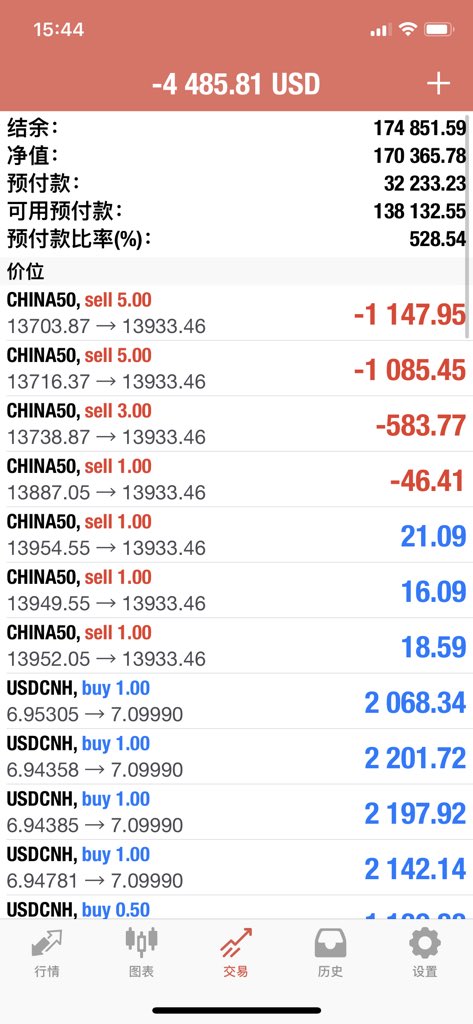 15:44
-4 485.81 USD
结余: 174 851.59
净值: 170 365.78
预付款: 32 233.23
可用预付款: 138 132.55
预付款比率(%): 528.54
价位
CHINA50, sell 5.00
13703.87 → 13933.46 -1 147.95
CHINA50, sell 5.00
13716.37 → 13933.46 -1 085.45
CHINA50, sell 3.00
13738.87 → 13933.46 -583.77
CHINA50, sell 1.00
13887.05 → 13933.46 -46.41
CHINA50, sell 1.00
13954.55 → 13933.46 21.09
CHINA50, sell 1.00
13949.55 → 13933.46 16.09
CHINA50, sell 1.00
13952.05 → 13933.46 18.59
USDCNH, buy 1.00
6.95305 → 7.09990 2 068.34
USDCNH, buy 1.00
6.94358 → 7.09990 2 201.72
USDCNH, buy 1.00
6.94385 → 7.09990 2 197.92
USDCNH, buy 1.00
6.94781 → 7.09990 2 142.14
USDCNH, buy 0.50
行情 图表 交易 历史 设置